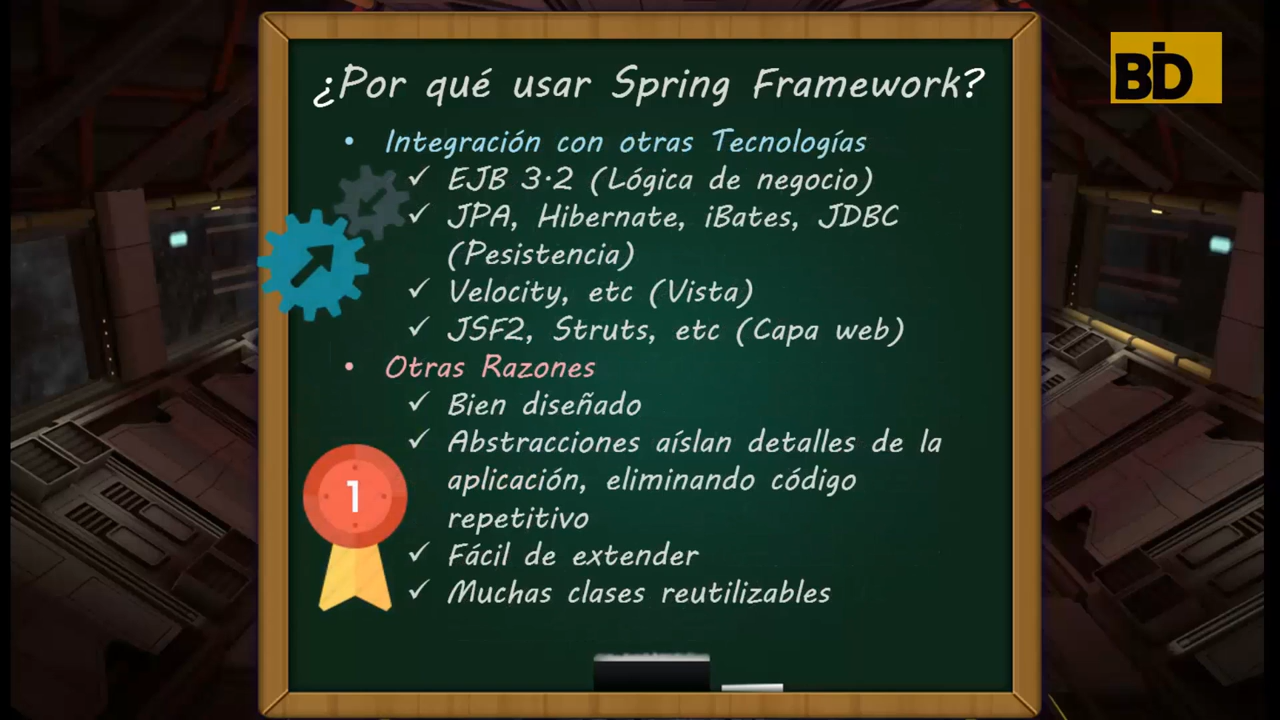 ¿Por qué usar Spring Framework?
BID
• Integración con otras Tecnologías
✓ EJB 3.2 (Lógica de negocio)
✓ JPA, Hibernate, iBates, JDBC
(Pesistencia)
✓ Velocity, etc (Vista)
✓ JSF2, Struts, etc (Capa web)
• Otras Razones
✓ Bien diseñado
✓ Abstracciones aíslan detalles de la
aplicación, eliminando código
repetitivo
1
✓ Fácil de extender
✓ Muchas clases reutilizables